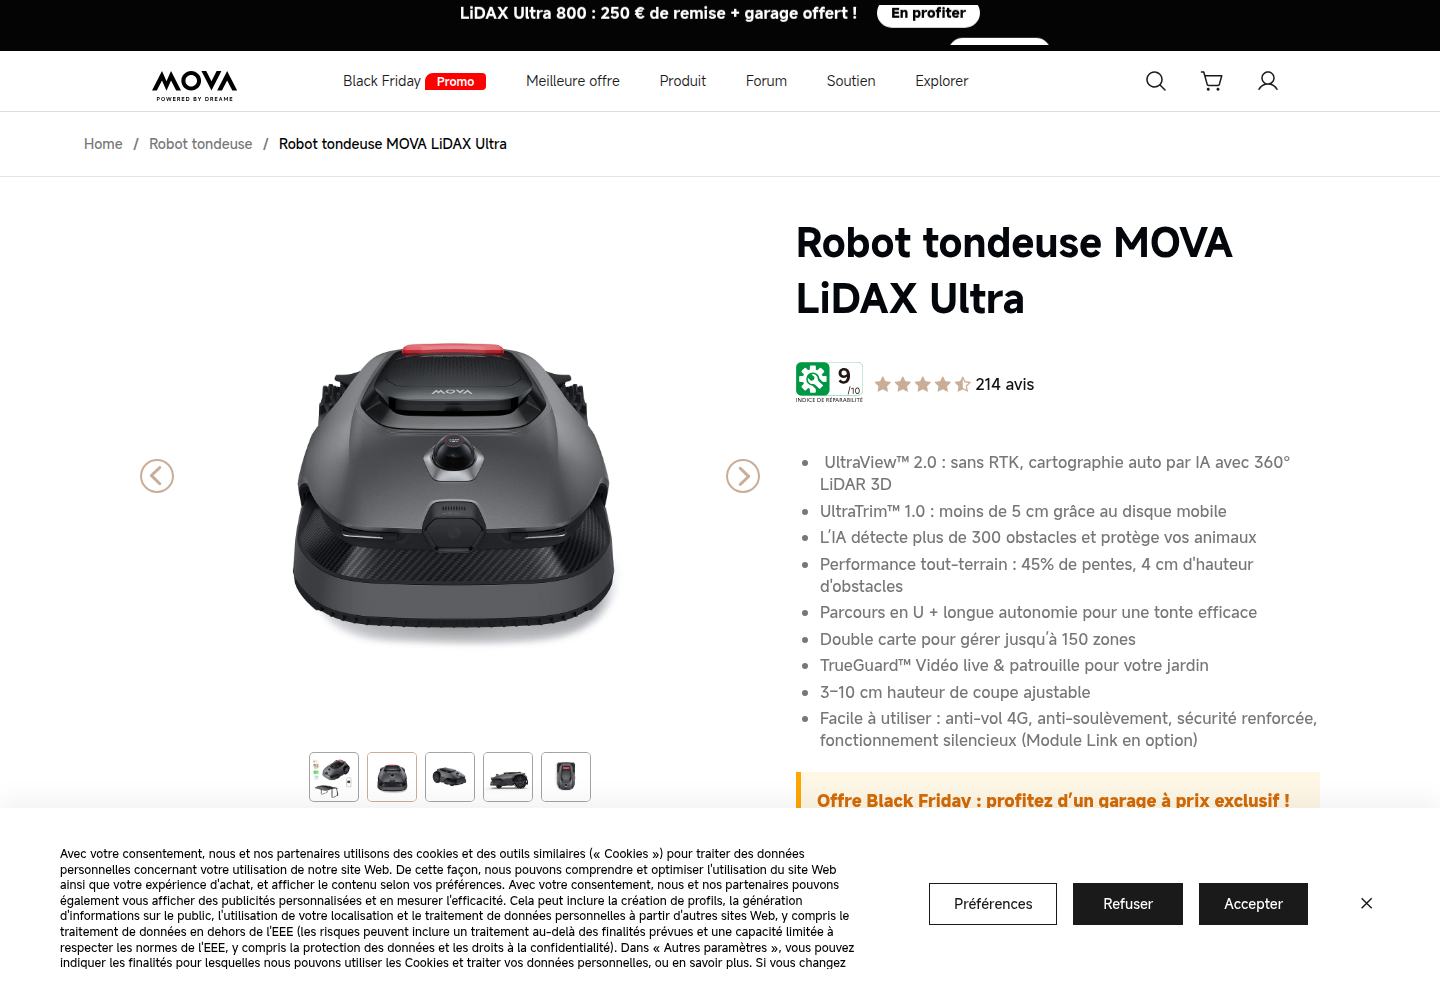 LiDAX Ultra 800 : 250 € de remise + garage offert !
En profiter
MOVA
POWERED BY DREAME
Black Friday
Promo
Meilleure offre
Produit
Forum
Soutien
Explorer
Home / Robot tondeuse / Robot tondeuse MOVA LiDAX Ultra
Robot tondeuse MOVA
LiDAX Ultra
9
/10
INDICE DE RÉPARABILITÉ
214 avis
MOVA
UltraView™ 2.0 : sans RTK, cartographie auto par IA avec 360°
LiDAR 3D
UltraTrim™ 1.0 : moins de 5 cm grâce au disque mobile
L’IA détecte plus de 300 obstacles et protège vos animaux
Performance tout-terrain : 45% de pentes, 4 cm d'hauteur
d'obstacles
Parcours en U + longue autonomie pour une tonte efficace
Double carte pour gérer jusqu’à 150 zones
TrueGuard™ Vidéo live & patrouille pour votre jardin
3–10 cm hauteur de coupe ajustable
Facile à utiliser : anti-vol 4G, anti-soulèvement, sécurité renforcée,
fonctionnement silencieux (Module Link en option)
Offre Black Friday : profitez d’un garage à prix exclusif !
Avec votre consentement, nous et nos partenaires utilisons des cookies et des outils similaires (« Cookies ») pour traiter des données
personnelles concernant votre utilisation de notre site Web. De cette façon, nous pouvons comprendre et optimiser l'utilisation du site Web
ainsi que votre expérience d'achat, et afficher le contenu selon vos préférences. Avec votre consentement, nous et nos partenaires pouvons
également vous afficher des publicités personnalisées et en mesurer l'efficacité. Cela peut inclure la création de profils, la génération
d'informations sur le public, l'utilisation de votre localisation et le traitement de données personnelles à partir d'autres sites Web, y compris le
traitement de données en dehors de l'EEE (les risques peuvent inclure un traitement au-delà des finalités prévues et une capacité limitée à
respecter les normes de l'EEE, y compris la protection des données et les droits à la confidentialité). Dans « Autres paramètres », vous pouvez
indiquer les finalités pour lesquelles nous pouvons utiliser les Cookies et traiter vos données personnelles, ou en savoir plus. Si vous changez
Préférences
Refuser
Accepter